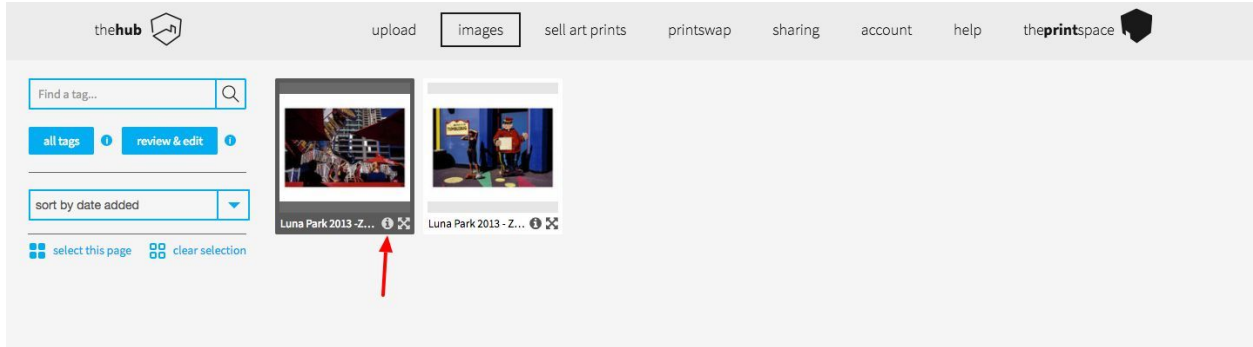 thehub upload images sell art prints printswap sharing account help theprintspace
Find a tag...
all tags review & edit
sort by date added
select this page clear selection
Luna Park 2013 -Z... Luna Park 2013 - Z...